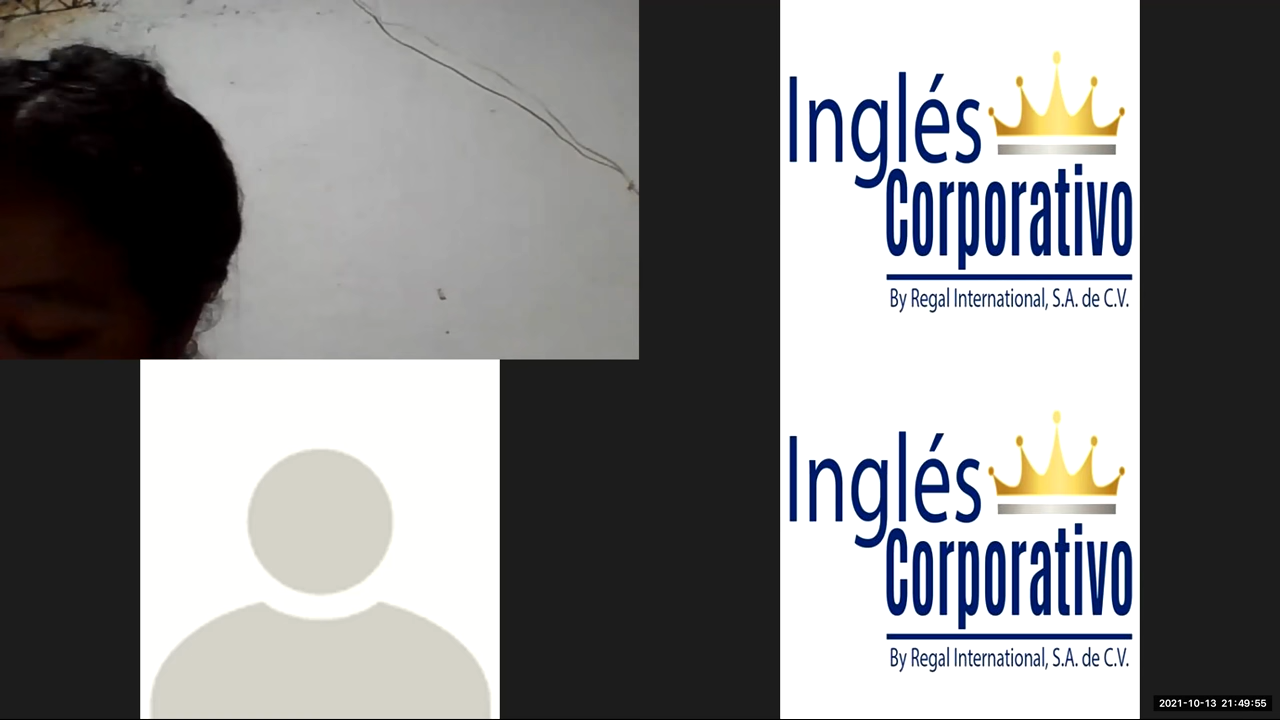 Inglés
Corporativo
By Regal International, S.A. de C.V.
Inglés
Corporativo
By Regal International, S.A. de C.V.
2021-10-13 21:49:55